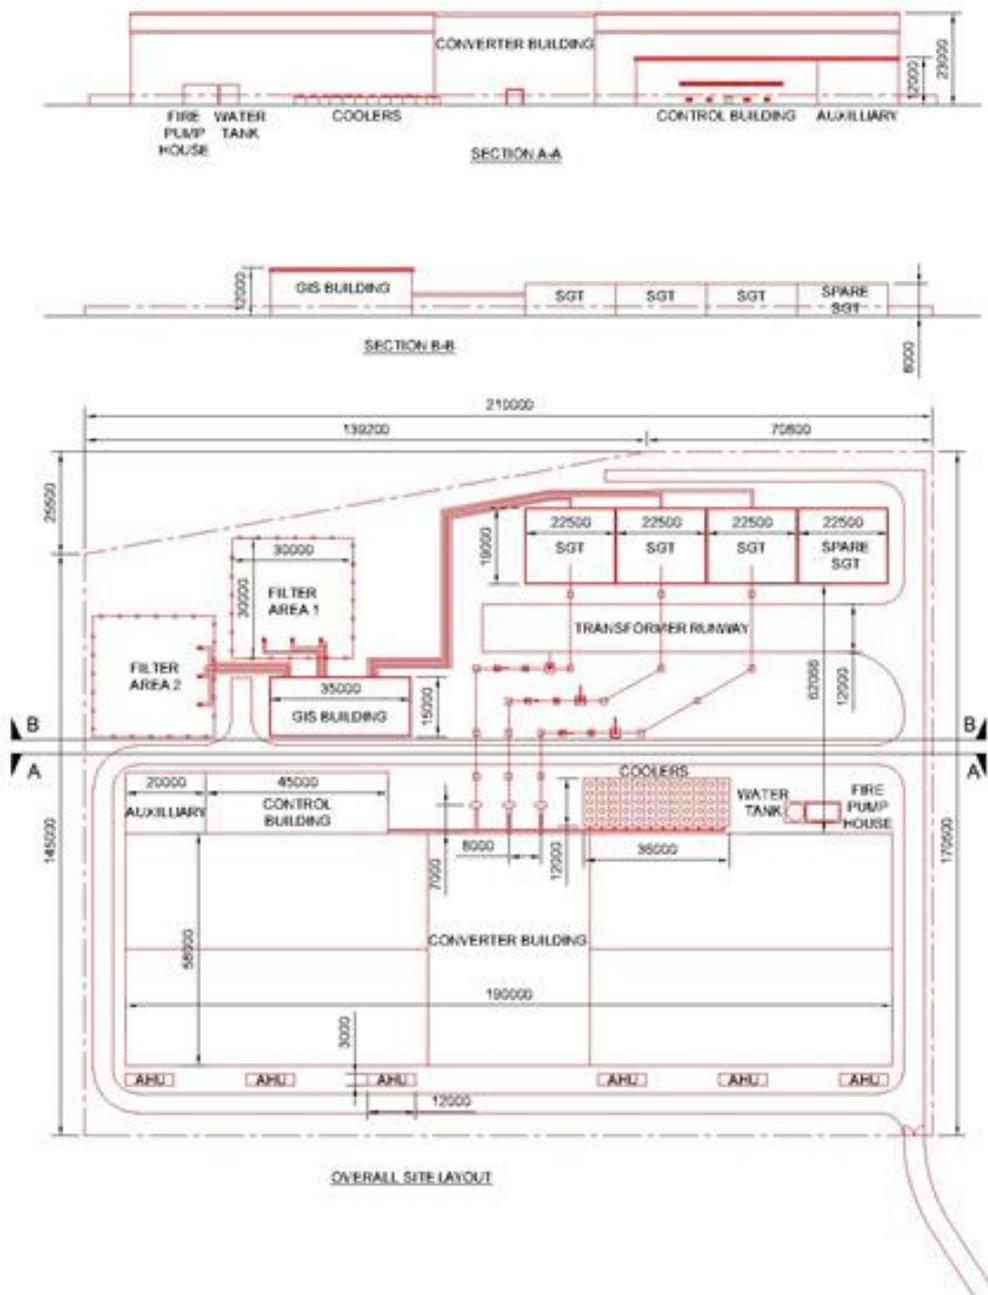 CONVERTER BUILDING
23000
12000
FIRE
PUMP
HOUSE
WATER
TANK
COOLERS
CONTROL BUILDING
AUXILLIARY
SECTION A-A
12000
GIS BUILDING
SGT
SGT
SGT
SPARE
SGT
8000
SECTION B-B
210000
139200
70800
25500
30000
30000
FILTER
AREA 1
19000
22500
SGT
22500
SGT
22500
SGT
22500
SPARE
SGT
TRANSFORMER RUNWAY
FILTER
AREA 2
35000
GIS BUILDING
15000
12000
B
B
A
A
145000
170500
20000
AUXILLIARY
45000
CONTROL
BUILDING
COOLERS
WATER
TANK
FIRE
PUMP
HOUSE
7000
8000
12000
36000
58000
CONVERTER BUILDING
190000
3000
AHU
AHU
AHU
AHU
AHU
AHU
12000
OVERALL SITE LAYOUT